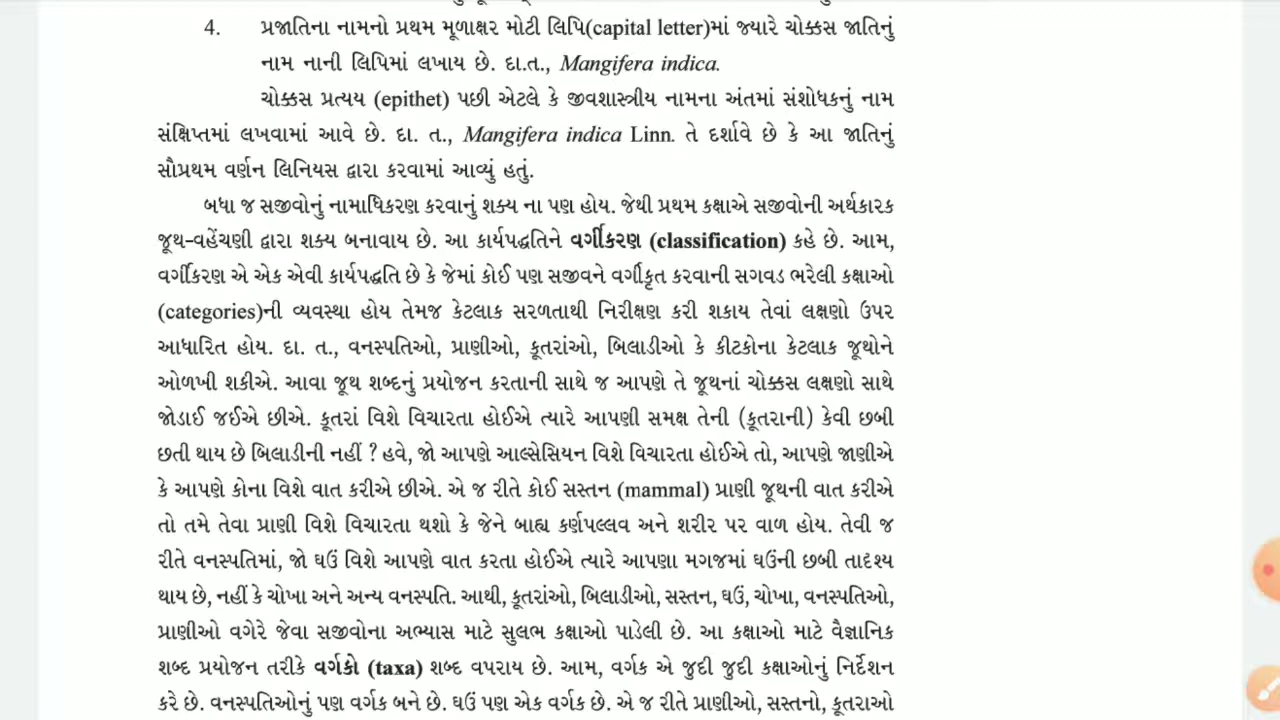 4. પ્રજાતિના નામનો પ્રથમ મૂળાક્ષર મોટી લિપિ(capital letter)માં જ્યારે ચોક્કસ જાતિનું
નામ નાની લિપિમાં લખાય છે. દા.ત., Mangifera indica.
ચોક્કસ પ્રત્યય (epithet) પછી એટલે કે જીવશાસ્ત્રીય નામના અંતમાં સંશોધકનું નામ
સંક્ષિપ્તમાં લખવામાં આવે છે. દા. ત., Mangifera indica Linn. તે દર્શાવે છે કે આ જાતિનું
સૌપ્રથમ વર્ણન લિનિયસ દ્વારા કરવામાં આવ્યું હતું.
બધા જ સજીવોનું નામાધિકરણ કરવાનું શક્ય ના પણ હોય. જેથી પ્રથમ કક્ષાએ સજીવોની અર્થકારક
જૂથ-વહેંચણી દ્વારા શક્ય બનાવાય છે. આ કાર્યપદ્ધતિને વર્ગીકરણ (classification) કહે છે. આમ,
વર્ગીકરણ એ એક એવી કાર્યપદ્ધતિ છે કે જેમાં કોઈ પણ સજીવને વર્ગીકૃત કરવાની સગવડ ભરેલી કક્ષાઓ
(categories)ની વ્યવસ્થા હોય તેમજ કેટલાક સરળતાથી નિરીક્ષણ કરી શકાય તેવાં લક્ષણો ઉપર
આધારિત હોય. દા. ત., વનસ્પતિઓ, પ્રાણીઓ, કૂતરાંઓ, બિલાડીઓ કે કીટકોના કેટલાક જૂથોને
ઓળખી શકીએ. આવા જૂથ શબ્દનું પ્રયોજન કરતાની સાથે જ આપણે તે જૂથનાં ચોક્કસ લક્ષણો સાથે
જોડાઈ જઈએ છીએ. કૂતરાં વિશે વિચારતા હોઈએ ત્યારે આપણી સમક્ષ તેની (કૂતરાની) કેવી છબી
છતી થાય છે બિલાડીની નહીં ? હવે, જો આપણે આલ્સેસિયન વિશે વિચારતા હોઈએ તો, આપણે જાણીએ
કે આપણે કોના વિશે વાત કરીએ છીએ. એ જ રીતે કોઈ સસ્તન (mammal) પ્રાણી જૂથની વાત કરીએ
તો તમે તેવા પ્રાણી વિશે વિચારતા થશો કે જેને બાહ્ય કર્ણપલ્લવ અને શરીર પર વાળ હોય. તેવી જ
રીતે વનસ્પતિમાં, જો ઘઉં વિશે આપણે વાત કરતા હોઈએ ત્યારે આપણા મગજમાં ઘઉંની છબી તાદૃશ્ય
થાય છે, નહીં કે ચોખા અને અન્ય વનસ્પતિ. આથી, કૂતરાંઓ, બિલાડીઓ, સસ્તન, ઘઉં, ચોખા, વનસ્પતિઓ,
પ્રાણીઓ વગેરે જેવા સજીવોના અભ્યાસ માટે સુલભ કક્ષાઓ પાડેલી છે. આ કક્ષાઓ માટે વૈજ્ઞાનિક
શબ્દ પ્રયોજન તરીકે વર્ગકો (taxa) શબ્દ વપરાય છે. આમ, વર્ગક એ જુદી જુદી કક્ષાઓનું નિર્દેશન
કરે છે. વનસ્પતિઓનું પણ વર્ગક બને છે. ઘઉં પણ એક વર્ગક છે. એ જ રીતે પ્રાણીઓ, સસ્તનો, કૂતરાઓ